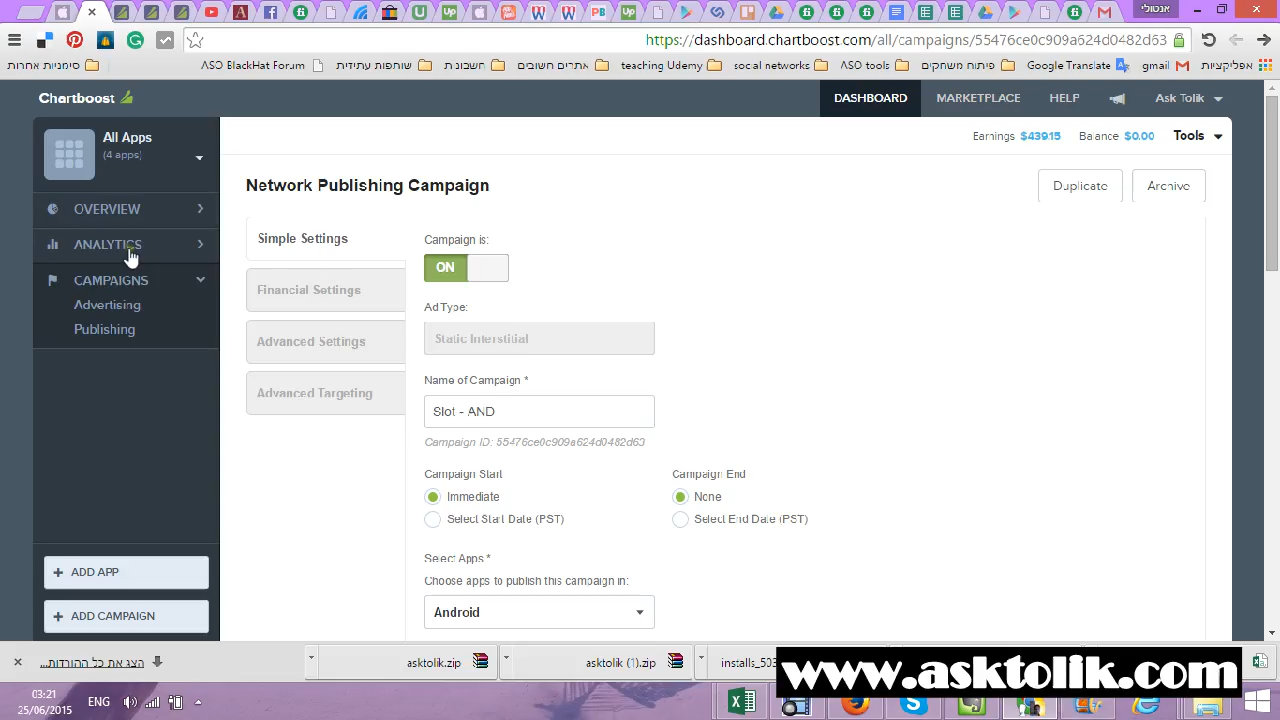 אנטולי
https://dashboard.chartboost.com/all/campaigns/55476ce0c909a624d0482d63
סימניות אחרות
ASO BlackHat Forum
שותפות עתידית
חשבונות
אתרים חשובים
teaching Udemy
social networks
ASO tools
פיתוח משחקים
Google Translate
gmail
אפליקציות
Chartboost
DASHBOARD
MARKETPLACE
HELP
Ask Tolik
All Apps
(4 apps)
Earnings $439.15 Balance $0.00 Tools
OVERVIEW
ANALYTICS
CAMPAIGNS
Advertising
Publishing
ADD APP
ADD CAMPAIGN
Network Publishing Campaign
Duplicate
Archive
Simple Settings
Financial Settings
Advanced Settings
Advanced Targeting
Campaign is:
ON
Ad Type:
Static Interstitial
Name of Campaign *
Slot - AND
Campaign ID: 55476ce0c909a624d0482d63
Campaign Start
Campaign End
Immediate
None
Select Start Date (PST)
Select End Date (PST)
Select Apps *
Choose apps to publish this campaign in:
Android
הצג את כל ההורדות...
asktolik.zip
asktolik (1).zip
installs_503
www.asktolik.com
03:21
25/06/2015
ENG